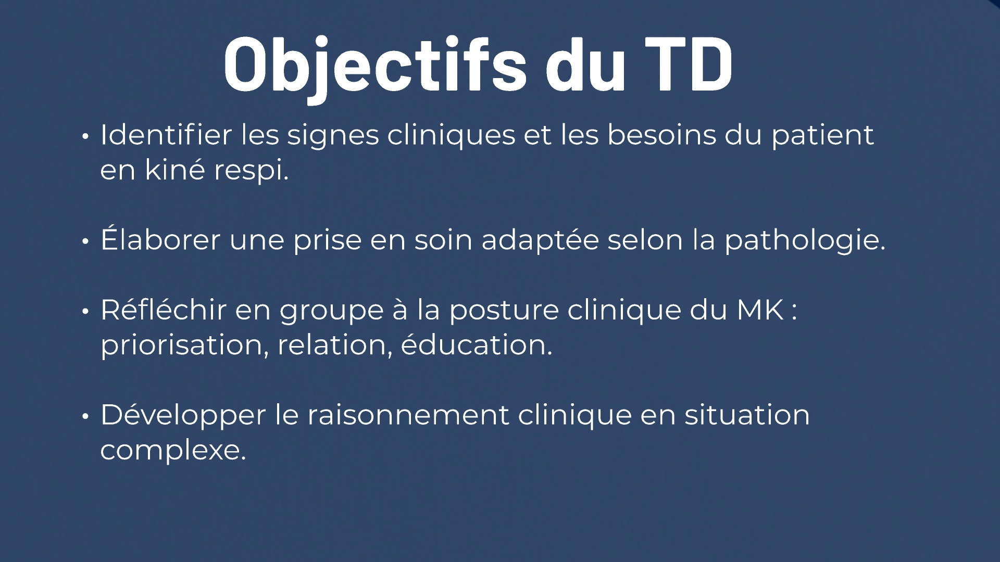 Objectifs du TD
• Identifier les signes cliniques et les besoins du patient
en kiné respi.
• Élaborer une prise en soin adaptée selon la pathologie.
• Réfléchir en groupe à la posture clinique du MK :
priorisation, relation, éducation.
• Développer le raisonnement clinique en situation
complexe.